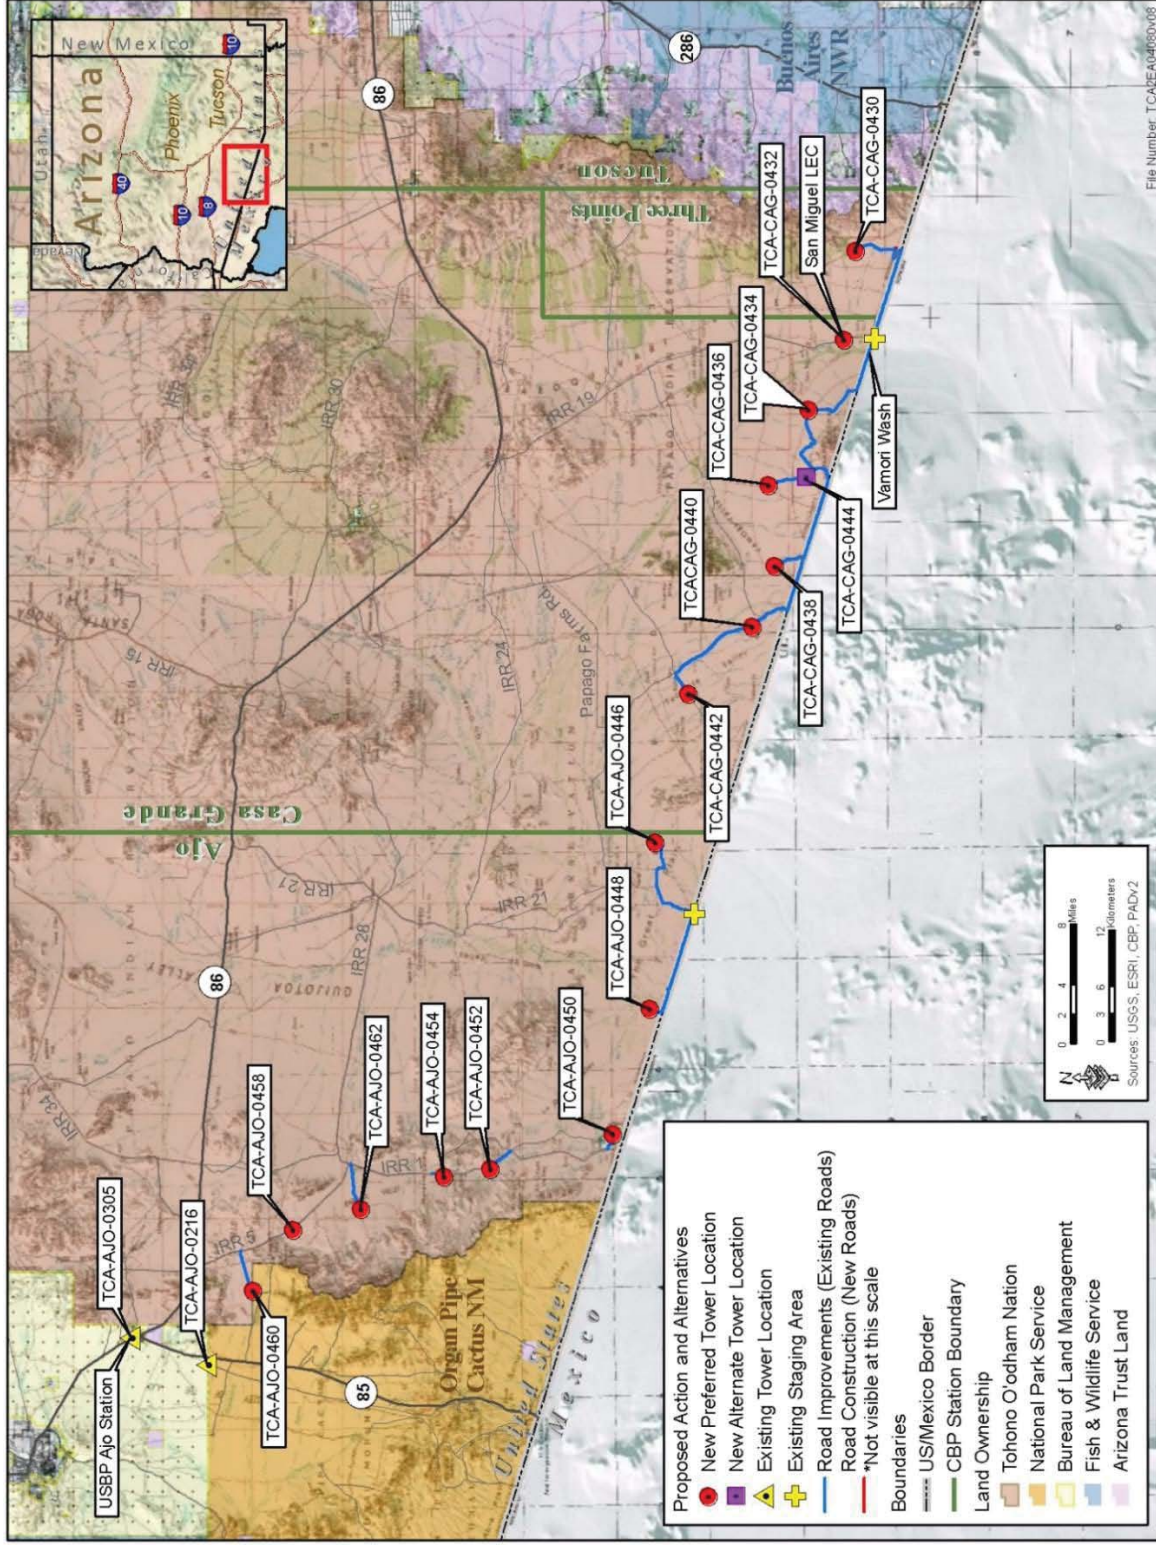 New Mexico
Utah
Arizona
Nevada
Phoenix
Tucson
10
40
10
8
86
286
Buenos
Aires
NWR
Tucson
Three Points
TCA-CAG-0430
TCA-CAG-0432
San Miguel LEC
TCA-CAG-0434
TCA-CAG-0436
TCACAG-0440
Vamori Wash
TCA-CAG-0444
TCA-CAG-0438
TCA-CAG-0442
IRR 30
IRR 19
IRR 15
IRR 24
Papago Farms Rd
SANTA ROSA
Casa Grande
Ajo
TCA-AJO-0446
TCA-AJO-0448
TCA-AJO-0450
IRR 21
IRR 21
IRR 28
QUIJOTOA
VALLEY
86
IRR 34
TCA-AJO-0462
TCA-AJO-0454
TCA-AJO-0452
TCA-AJO-0458
IRR 1
IRR 5
TCA-AJO-0305
TCA-AJO-0216
USBP Ajo Station
TCA-AJO-0460
Organ Pipe
Cactus NM
85
United States
Mexico
Proposed Action and Alternatives
New Preferred Tower Location
New Alternate Tower Location
Existing Tower Location
Existing Staging Area
Road Improvements (Existing Roads)
Road Construction (New Roads)
*Not visible at this scale
Boundaries
US/Mexico Border
CBP Station Boundary
Land Ownership
Tohono O'odham Nation
National Park Service
Bureau of Land Management
Fish & Wildlife Service
Arizona Trust Land
N
0 2 4 8
Miles
0 3 6 12
Kilometers
Sources: USGS, ESRI, CBP, PADv2
File Number: TCA2EA04080v08